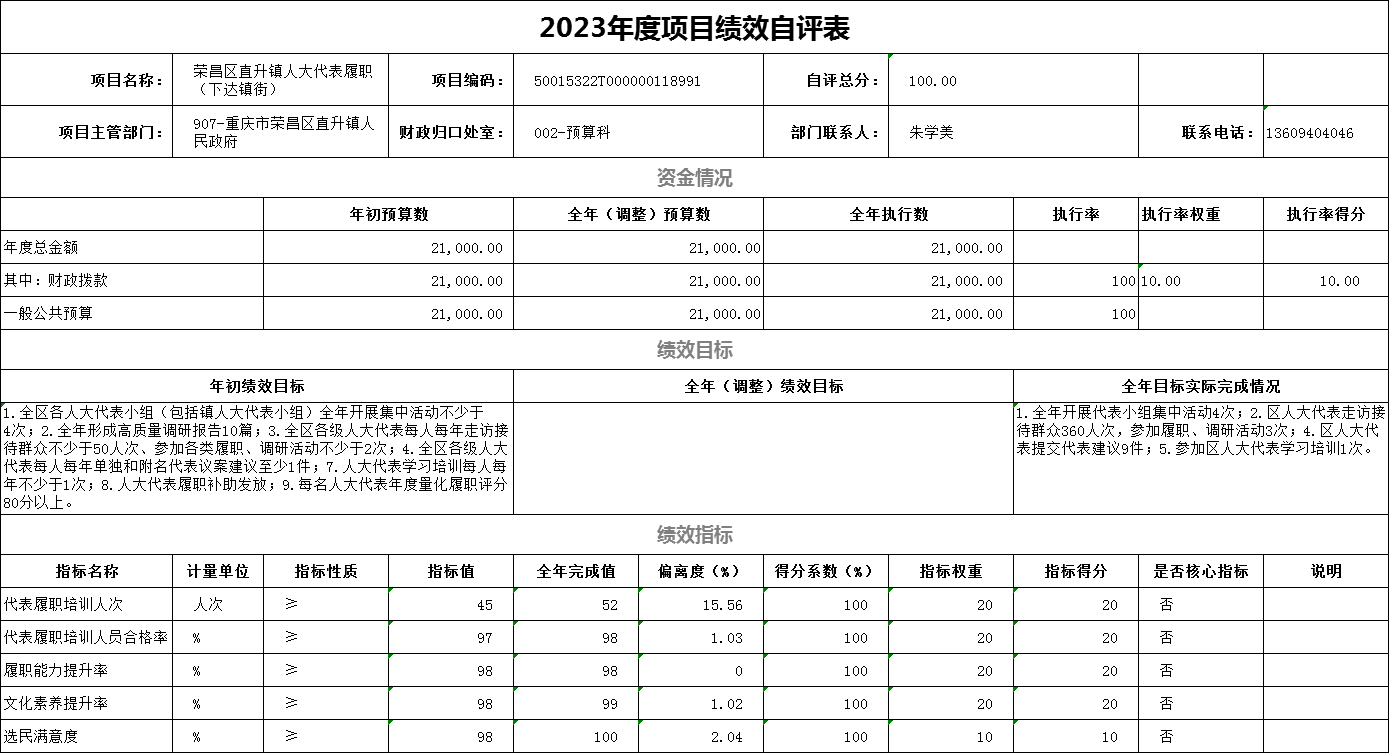 2023年度项目绩效自评表
项目名称： 荣昌区直升镇人大代表履职（下达镇街） 项目编码： 50015322T000000118991 自评总分： 100.00
项目主管部门： 907-重庆市荣昌区直升镇人民政府 财政归口处室： 002-预算科 部门联系人： 朱学美 联系电话： 13609404046
资金情况
年初预算数 全年（调整）预算数 全年执行数 执行率 执行率权重 执行率得分
年度总金额 21,000.00 21,000.00 21,000.00
其中：财政拨款 21,000.00 21,000.00 21,000.00 100 10.00 10.00
一般公共预算 21,000.00 21,000.00 21,000.00 100
绩效目标
年初绩效目标 全年（调整）绩效目标 全年目标实际完成情况
1.全区各人大代表小组（包括镇人大代表小组）全年开展集中活动不少于
4次；2.全年形成高质量调研报告10篇；3.全区各级人大代表每人每年走访接
待群众不少于50人次、参加各类履职、调研活动不少于2次；4.全区各级人大
代表每人每年单独和附名代表议案建议至少1件；7.人大代表学习培训每人每
年不少于1次；8.人大代表履职补助发放；9.每名人大代表年度量化履职评分
80分以上。
1.全年开展代表小组集中活动4次；2.区人大代表走访接
待群众360人次，参加履职、调研活动3次；4.区人大代
表提交代表建议9件；5.参加区人大代表学习培训1次。
绩效指标
指标名称 计量单位 指标性质 指标值 全年完成值 偏离度（%） 得分系数（%） 指标权重 指标得分 是否核心指标 说明
代表履职培训人次 人次 ≥ 45 52 15.56 100 20 20 否
代表履职培训人员合格率 % ≥ 97 98 1.03 100 20 20 否
履职能力提升率 % ≥ 98 98 0 100 20 20 否
文化素养提升率 % ≥ 98 99 1.02 100 20 20 否
选民满意度 % ≥ 98 100 2.04 100 10 10 否